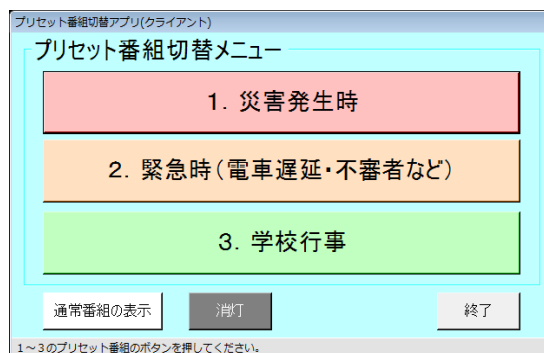 プリセット番組切替アプリ(クライアント)
プリセット番組切替メニュー
1. 災害発生時
2. 緊急時(電車遅延・不審者など)
3. 学校行事
通常番組の表示
消灯
終了
1～3のプリセット番組のボタンを押してください。